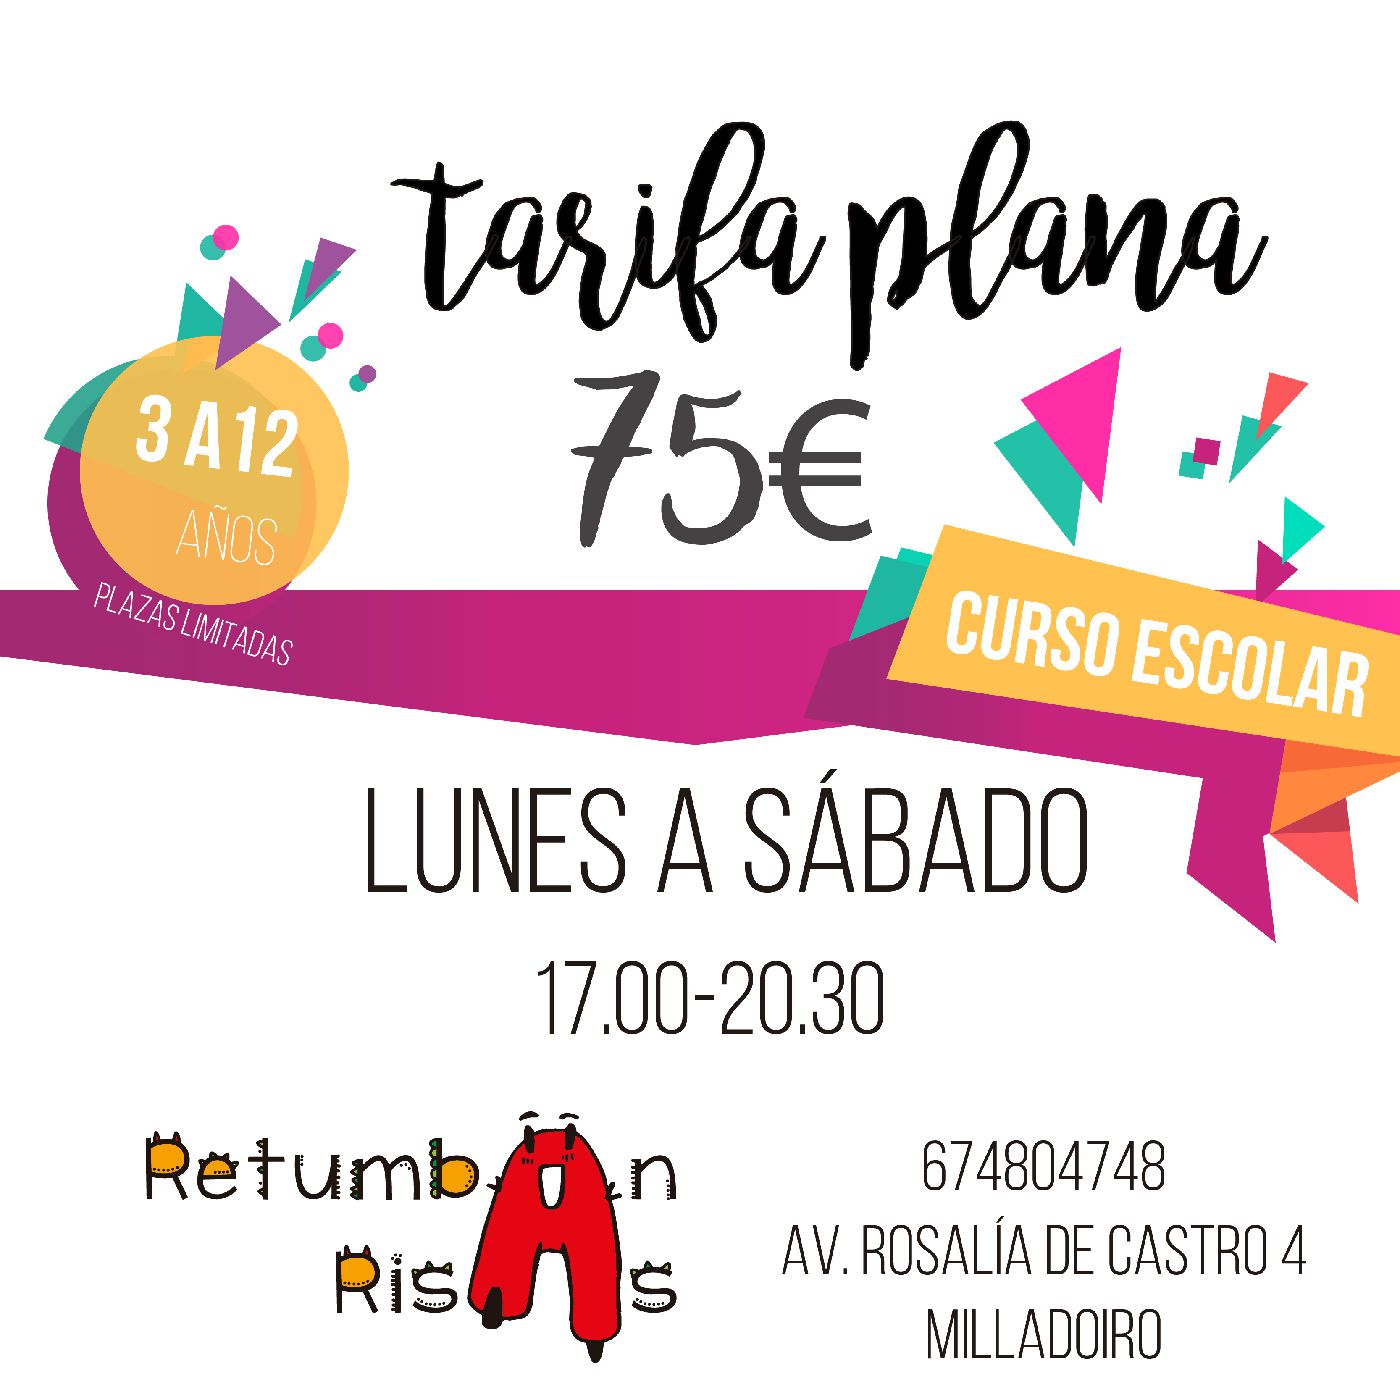 tarifa plana
75€
3 A 12
AÑOS
PLAZAS LIMITADAS
CURSO ESCOLAR
LUNES A SÁBADO
17.00-20.30
Retumban
Risas
674804748
AV. ROSALÍA DE CASTRO 4
MILLADOIRO